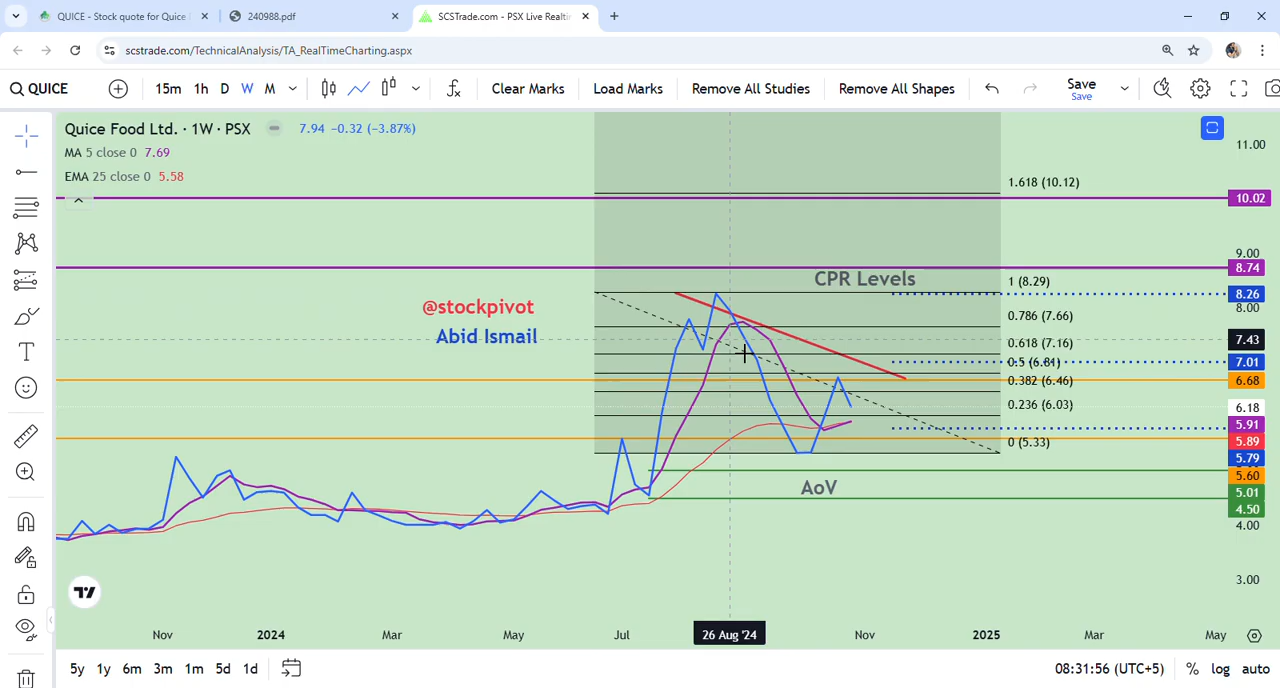 QUICE - Stock quote for Quice
240988.pdf
SCSTrade.com - PSX Live Realtin
scstrade.com/TechnicalAnalysis/TA_RealTimeCharting.aspx
QUICE 15m 1h D W M Clear Marks Load Marks Remove All Studies Remove All Shapes Save
Save
Quice Food Ltd. · 1W · PSX 7.94 −0.32 (−3.87%)
MA 5 close 0 7.69
EMA 25 close 0 5.58
11.00
1.618 (10.12)
10.02
9.00
8.74
CPR Levels
1 (8.29)
8.26
8.00
@stockpivot
0.786 (7.66)
Abid Ismail
7.43
0.618 (7.16)
0.5 (6.81)
7.01
0.382 (6.46)
6.68
0.236 (6.03)
6.18
5.91
5.89
0 (5.33)
5.79
5.60
AoV
5.01
4.50
4.00
3.00
Nov 2024 Mar May Jul 26 Aug '24 Nov 2025 Mar May
5y 1y 6m 3m 1m 5d 1d 08:31:56 (UTC+5) % log auto